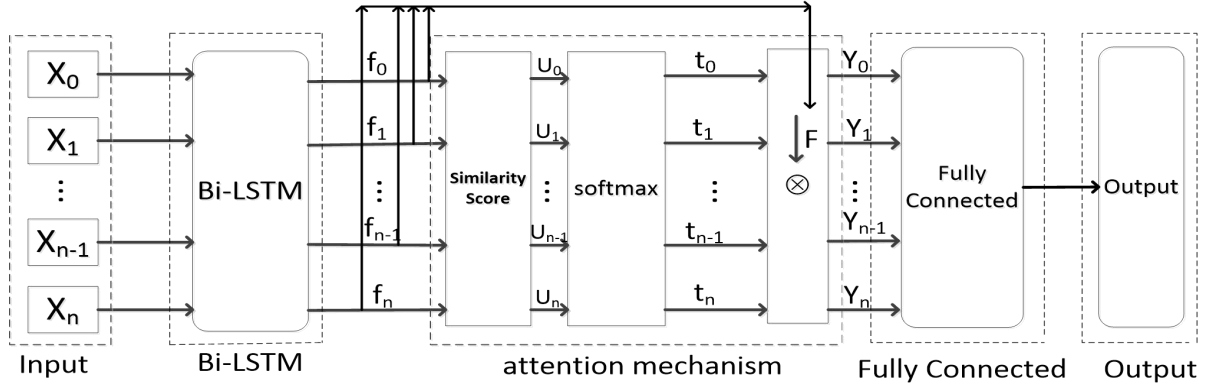 X0
X1
⋮
Xn-1
Xn
Input
Bi-LSTM
Bi-LSTM
f0
f1
⋮
fn-1
fn
Similarity
Score
U0
U1
⋮
Un-1
Un
softmax
t0
t1
⋮
tn-1
tn
F
⊗
attention mechanism
Y0
Y1
⋮
Yn-1
Yn
Fully
Connected
Fully Connected
Output
Output